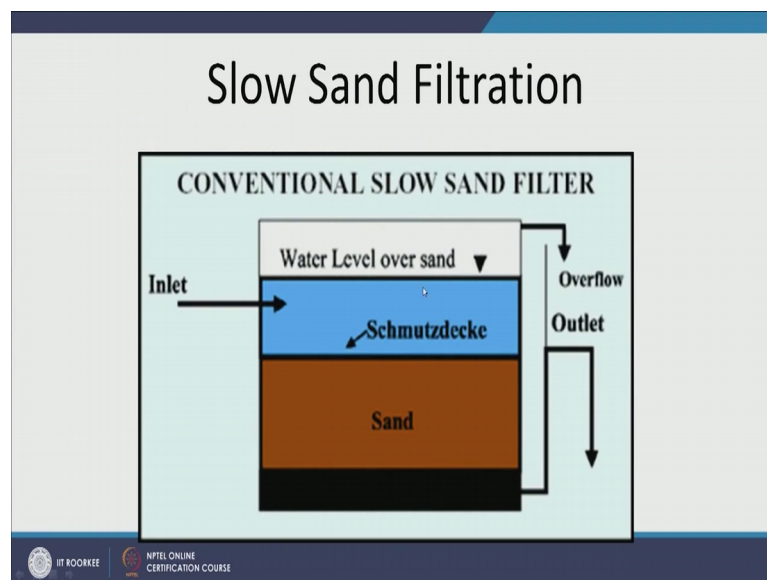 Slow Sand Filtration
CONVENTIONAL SLOW SAND FILTER
Water Level over sand
Inlet
Overflow
Outlet
Schmutzdecke
Sand
IIT ROORKEE
NPTEL ONLINE
CERTIFICATION COURSE